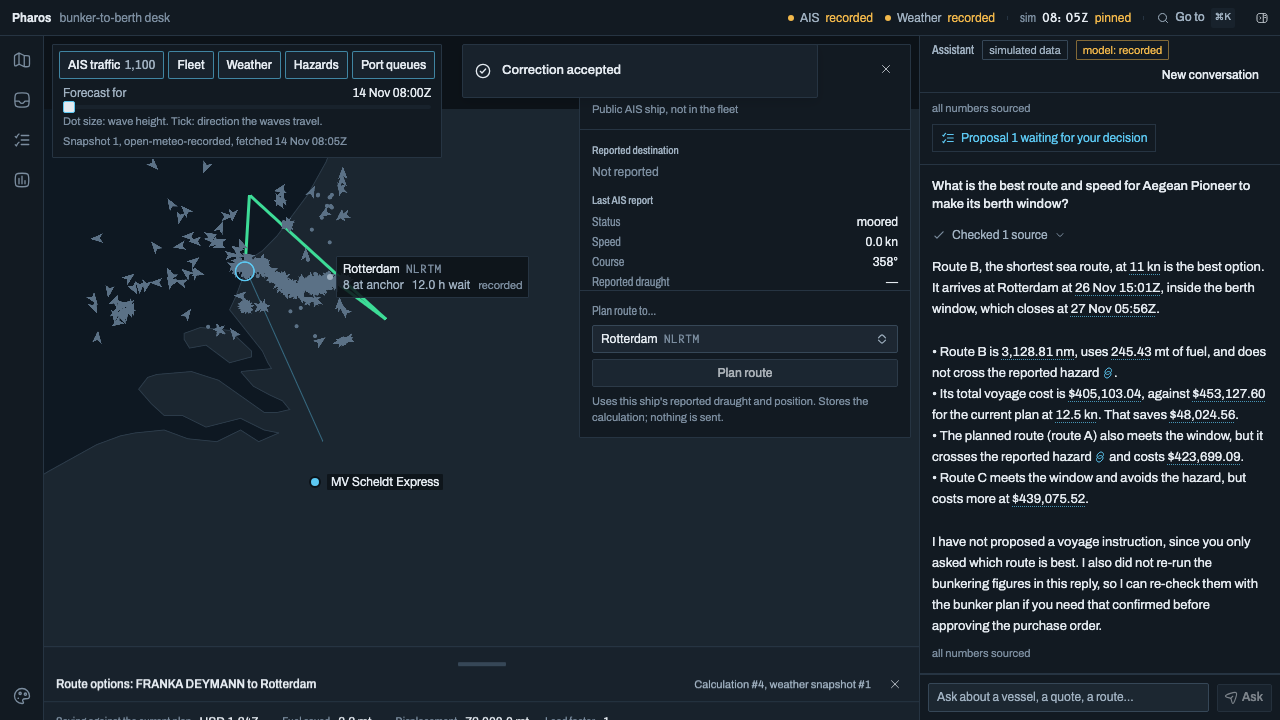 Pharos bunker-to-berth desk
AIS recorded Weather recorded sim 08: 05Z pinned Go to ⌘K
AIS traffic 1,100 Fleet Weather Hazards Port queues
Forecast for 14 Nov 08:00Z
Dot size: wave height. Tick: direction the waves travel.
Snapshot 1, open-meteo-recorded, fetched 14 Nov 08:05Z
Correction accepted
Public AIS ship, not in the fleet
Reported destination
Not reported
Last AIS report
Status moored
Speed 0.0 kn
Course 358°
Reported draught —
Plan route to...
Rotterdam NLRTM
Plan route
Uses this ship's reported draught and position. Stores the
calculation; nothing is sent.
Rotterdam NLRTM
8 at anchor 12.0 h wait recorded
MV Scheldt Express
Route options: FRANKA DEYMANN to Rotterdam
Calculation #4, weather snapshot #1
Assistant simulated data model: recorded
New conversation
all numbers sourced
Proposal 1 waiting for your decision
What is the best route and speed for Aegean Pioneer to
make its berth window?
Checked 1 source
Route B, the shortest sea route, at 11 kn is the best option.
It arrives at Rotterdam at 26 Nov 15:01Z, inside the berth
window, which closes at 27 Nov 05:56Z.
• Route B is 3,128.81 nm, uses 245.43 mt of fuel, and does
not cross the reported hazard.
• Its total voyage cost is $405,103.04, against $453,127.60
for the current plan at 12.5 kn. That saves $48,024.56.
• The planned route (route A) also meets the window, but it
crosses the reported hazard and costs $423,699.09.
• Route C meets the window and avoids the hazard, but
costs more at $439,075.52.
I have not proposed a voyage instruction, since you only
asked which route is best. I also did not re-run the
bunkering figures in this reply, so I can re-check them with
the bunker plan if you need that confirmed before
approving the purchase order.
all numbers sourced
Ask about a vessel, a quote, a route...
Ask